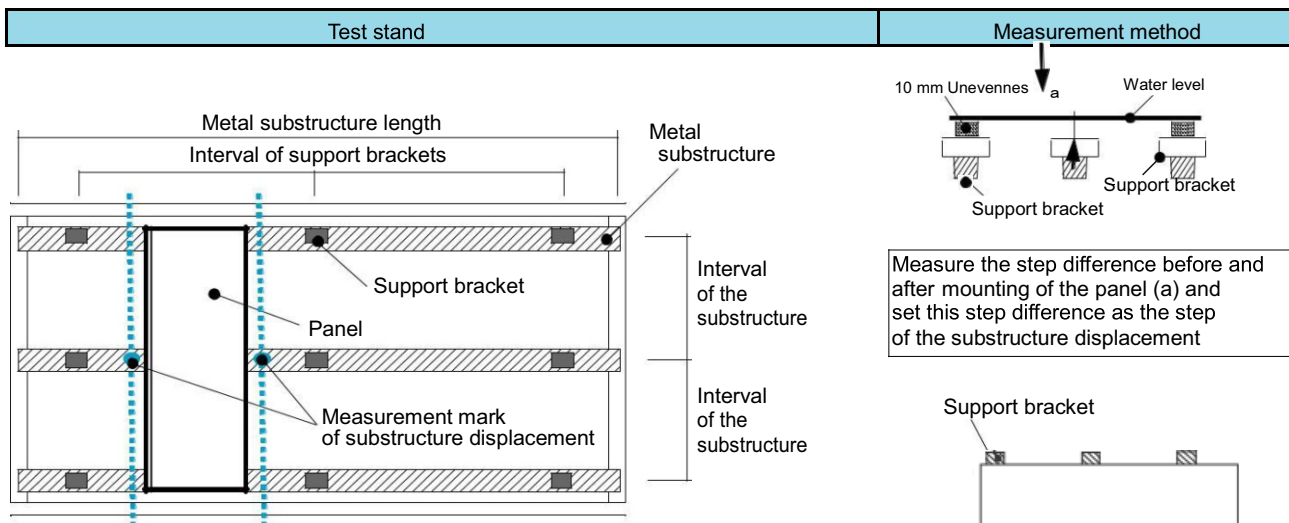 Test stand
Measurement method
Metal substructure length
Interval of support brackets
Metal
substructure
Support bracket
Panel
Measurement mark
of substructure displacement
Interval
of the
substructure
Interval
of the
substructure
10 mm Unevennes
a
Water level
Support bracket
Support bracket
Measure the step difference before and
after mounting of the panel (a) and
set this step difference as the step
of the substructure displacement
Support bracket